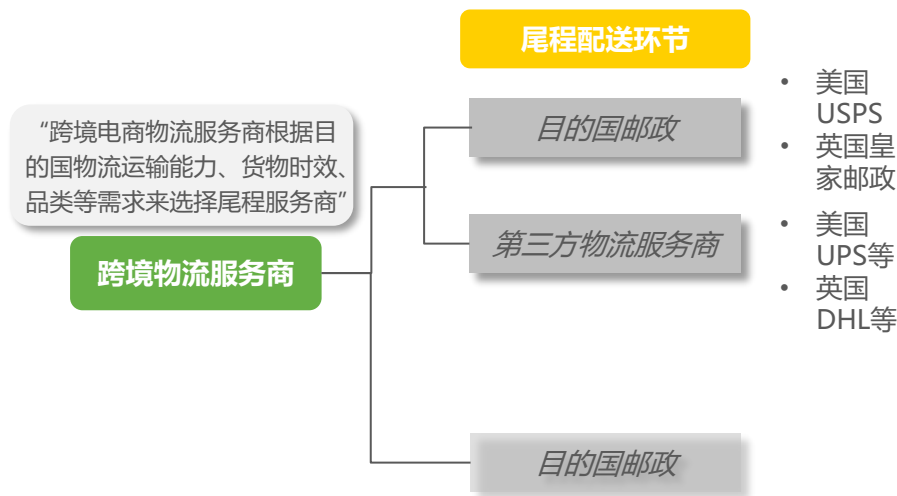 尾程配送环节
“跨境电商物流服务商根据目
的国物流运输能力、货物时效、
品类等需求来选择尾程服务商”
跨境物流服务商
目的国邮政
• 美国
USPS
• 英国皇
家邮政
第三方物流服务商
• 美国
UPS等
• 英国
DHL等
目的国邮政